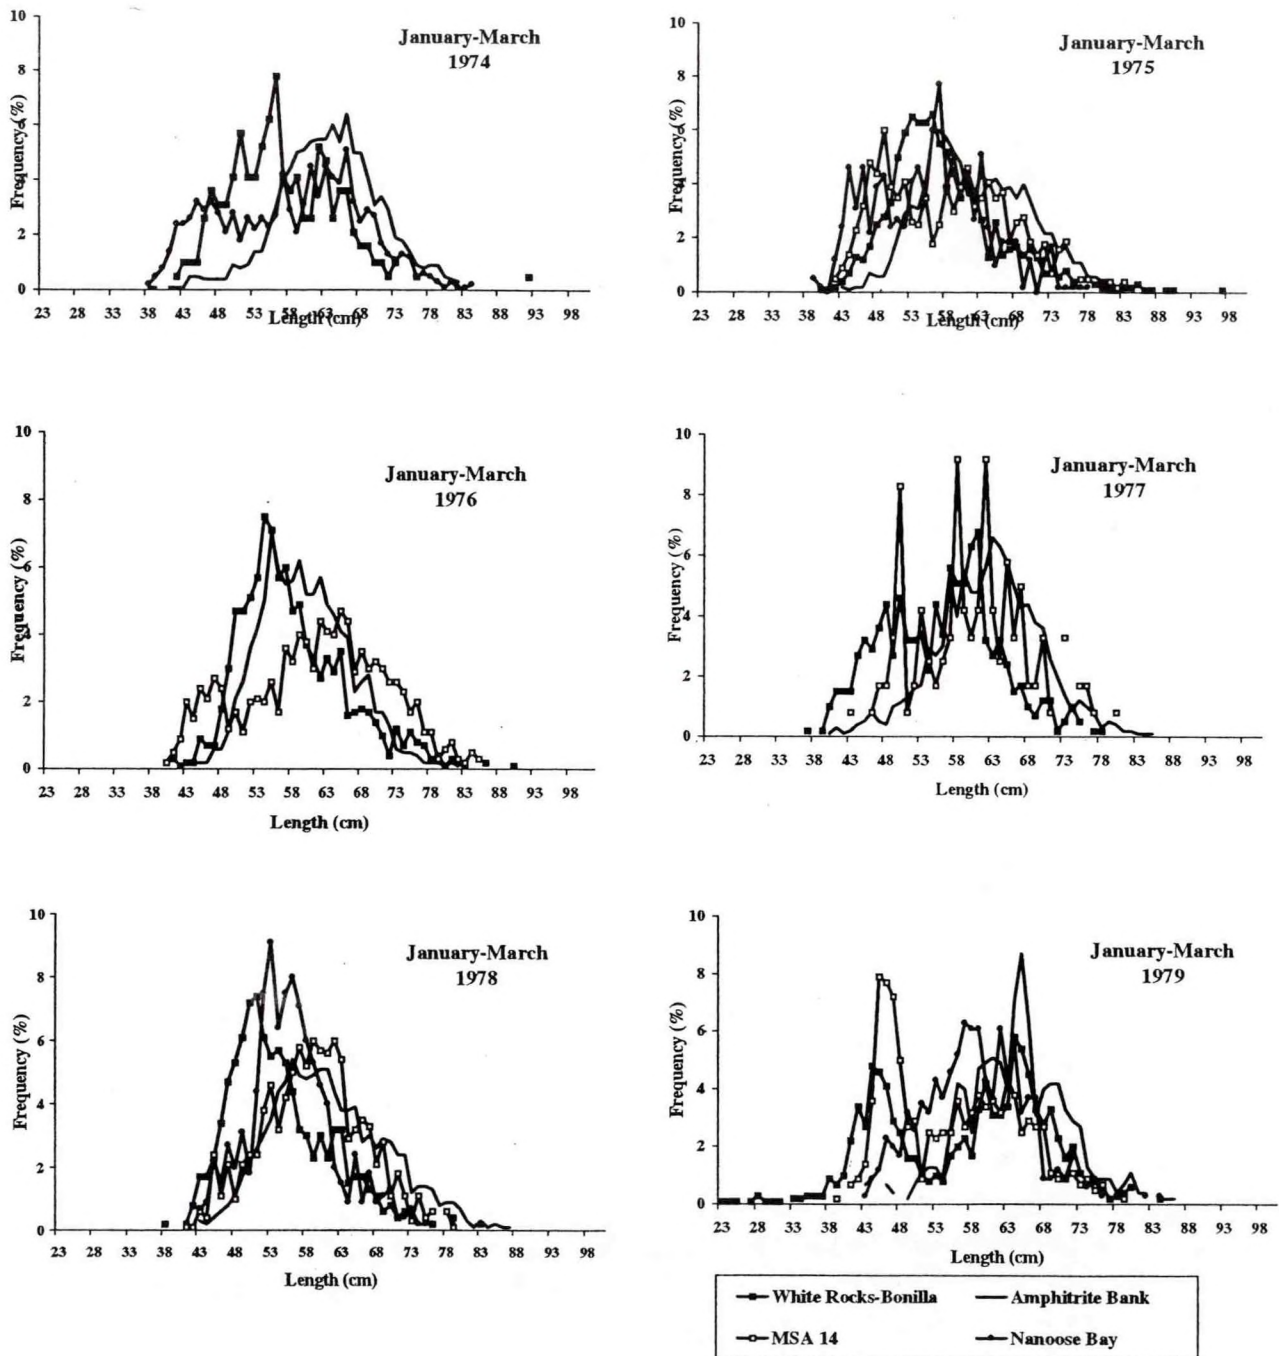 January-March
1974
Frequency (%)
10
8
6
4
2
0
23 28 33 38 43 48 53 58 63 68 73 78 83 88 93 98
Length (cm)
January-March
1975
Frequency (%)
10
8
6
4
2
0
23 28 33 38 43 48 53 58 63 68 73 78 83 88 93 98
Length (cm)
January-March
1976
Frequency (%)
10
8
6
4
2
0
23 28 33 38 43 48 53 58 63 68 73 78 83 88 93 98
Length (cm)
January-March
1977
Frequency (%)
10
8
6
4
2
0
23 28 33 38 43 48 53 58 63 68 73 78 83 88 93 98
Length (cm)
January-March
1978
Frequency (%)
10
8
6
4
2
0
23 28 33 38 43 48 53 58 63 68 73 78 83 88 93 98
Length (cm)
January-March
1979
Frequency (%)
10
8
6
4
2
0
23 28 33 38 43 48 53 58 63 68 73 78 83 88 93 98
Length (cm)
White Rocks-Bonilla Amphitrite Bank
MSA 14 Nanoose Bay